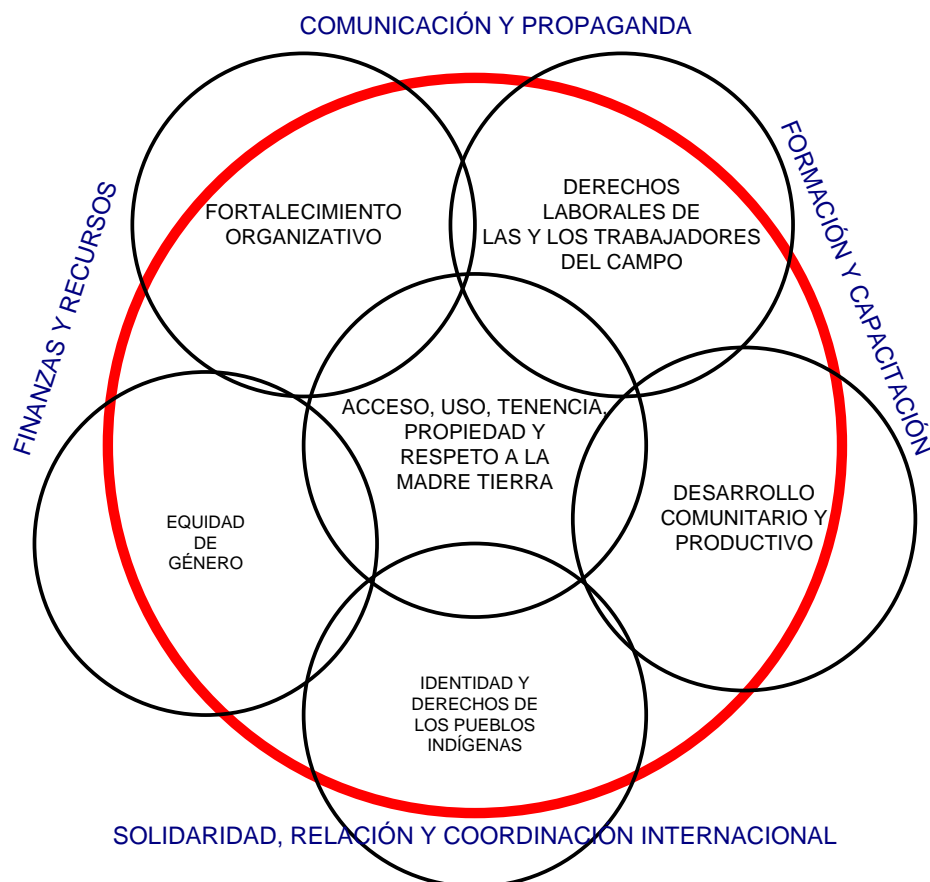 COMUNICACIÓN Y PROPAGANDA
FINANZAS Y RECURSOS
FORMACIÓN Y CAPACITACIÓN
FORTALECIMIENTO
ORGANIZATIVO
DERECHOS
LABORALES DE
LAS Y LOS TRABAJADORES
DEL CAMPO
ACCESO, USO, TENENCIA,
PROPIEDAD Y
RESPETO A LA
MADRE TIERRA
EQUIDAD
DE
GÉNERO
DESARROLLO
COMUNITARIO Y
PRODUCTIVO
IDENTIDAD Y
DERECHOS DE
LOS PUEBLOS
INDÍGENAS
SOLIDARIDAD, RELACIÓN Y COORDINACIÓN INTERNACIONAL